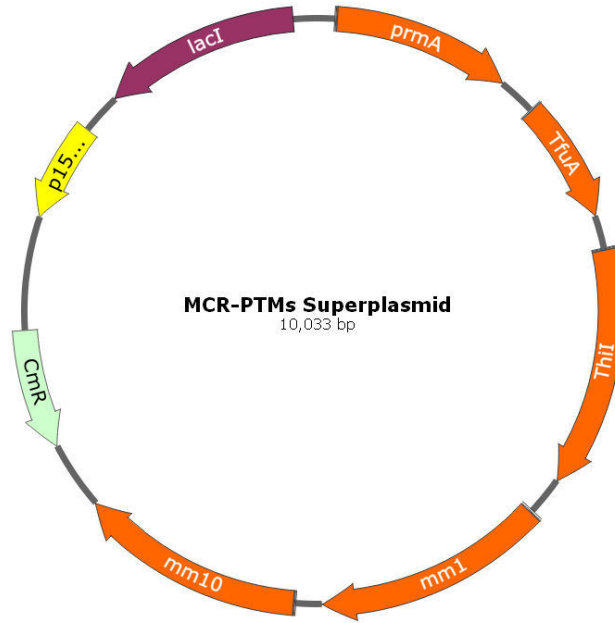 lacI
prmA
p15...
TfuA
MCR-PTMs Superplasmid
10,033 bp
ThiI
CmR
mm10
mm1